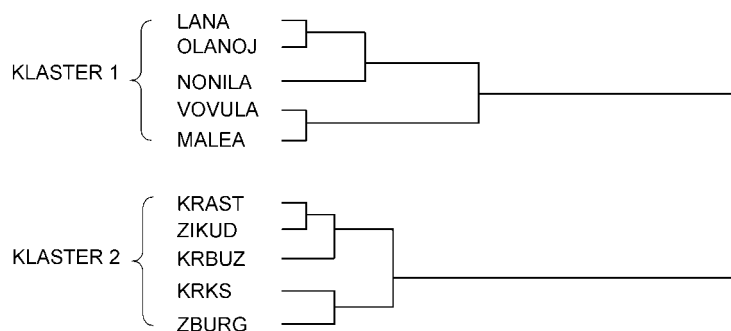 LANA
OLANOJ
KLASTER 1
NONILA
VOVULA
MALEA
KRAST
ZIKUD
KLASTER 2
KRBUZ
KRKS
ZBURG